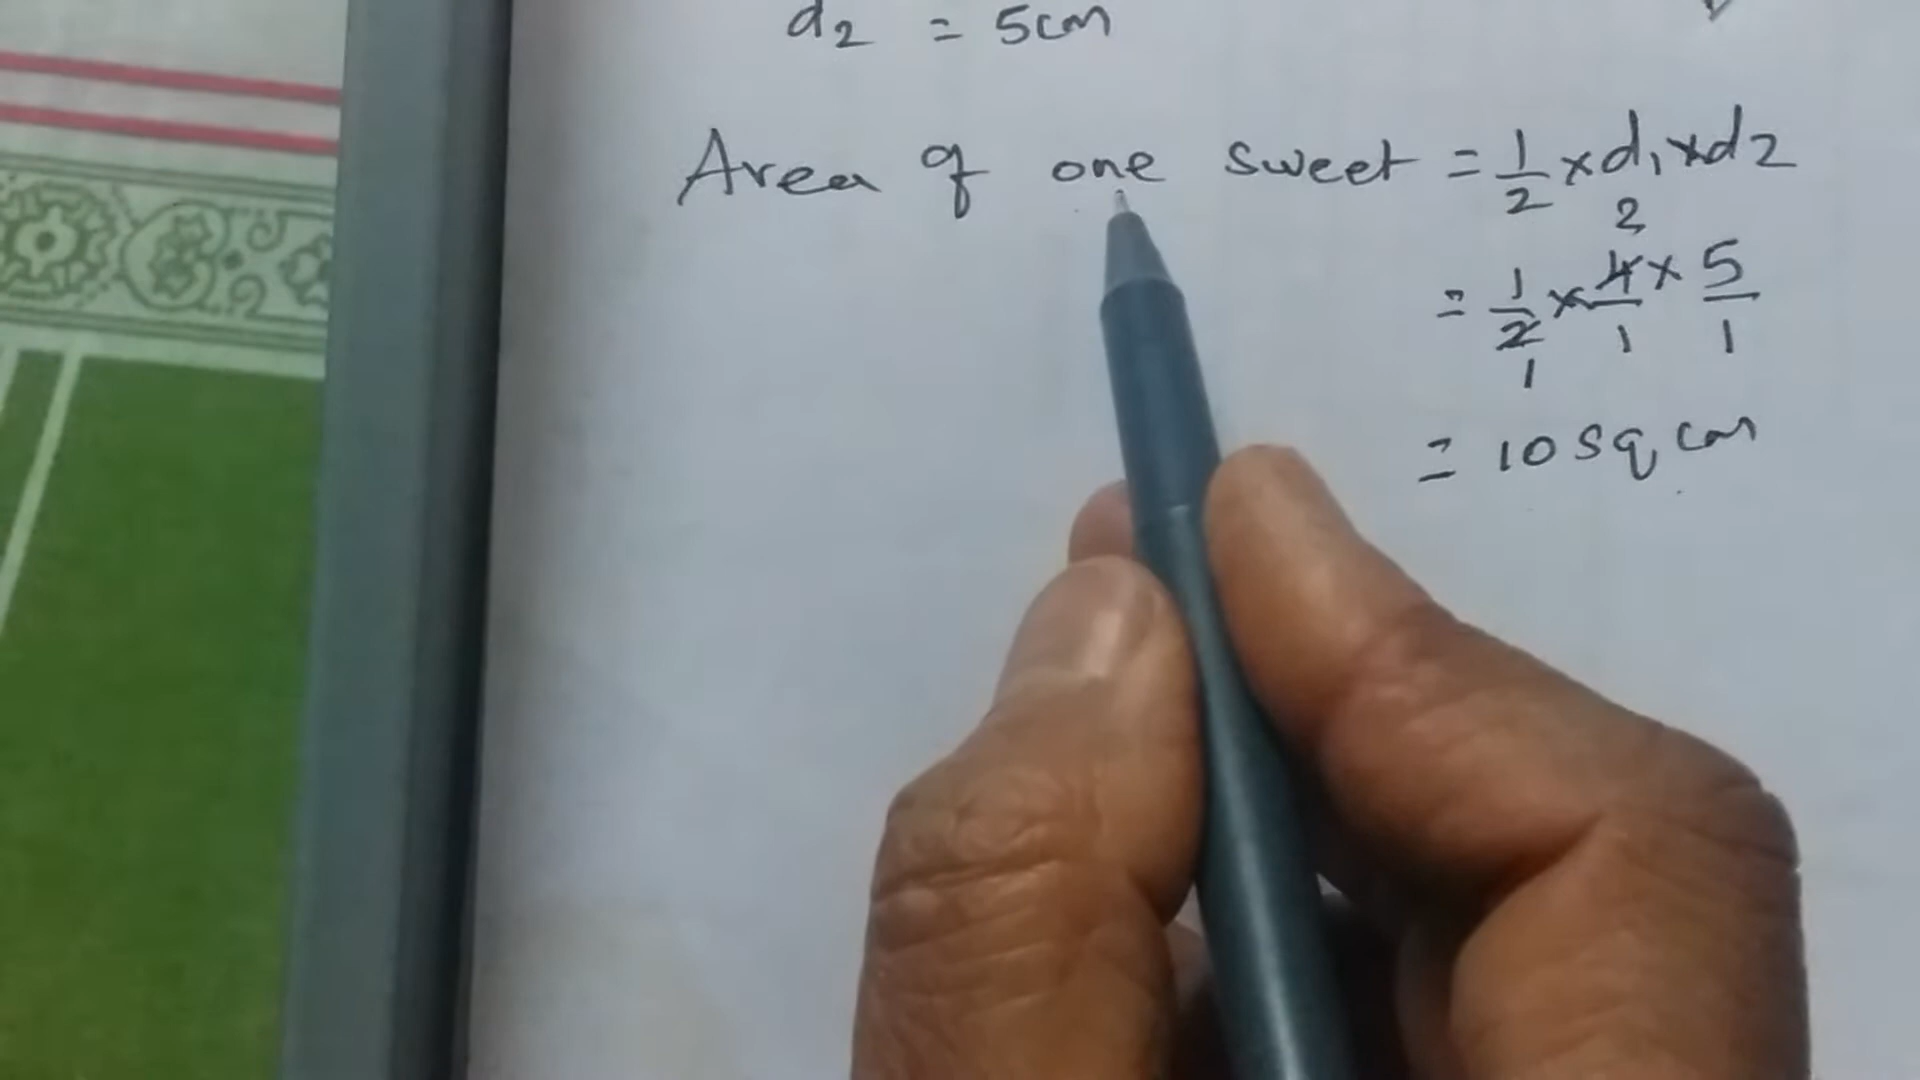 d2 = 5cm
Area of one sweet = 1/2 × d1 × d2
= 1/2 × 4/1 × 5/1
2
1
= 10 sq cm